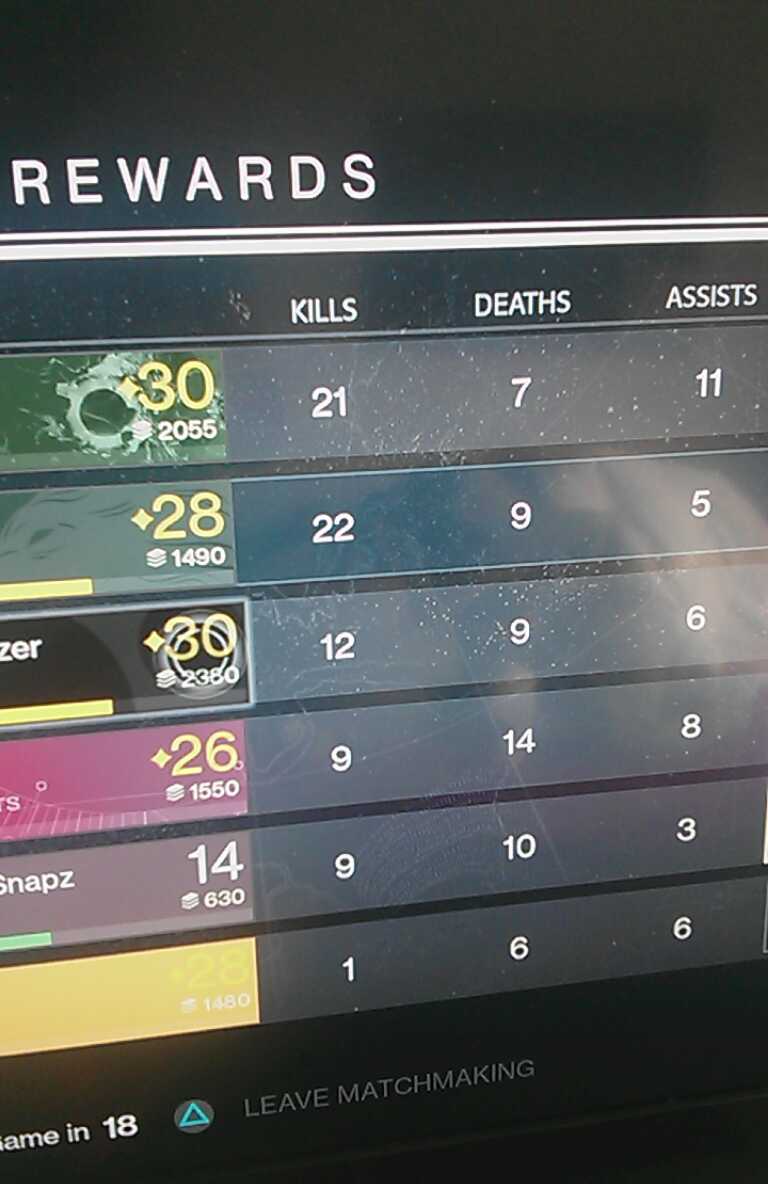 REWARDS
KILLS DEATHS ASSISTS
30 21 7 11
2055
28 22 9 5
1490
zer 30 12 9 6
2380
26 9 14 8
TS 1550
Snapz 14 9 10 3
630
28 1 6 6
1480
ame in 18 LEAVE MATCHMAKING